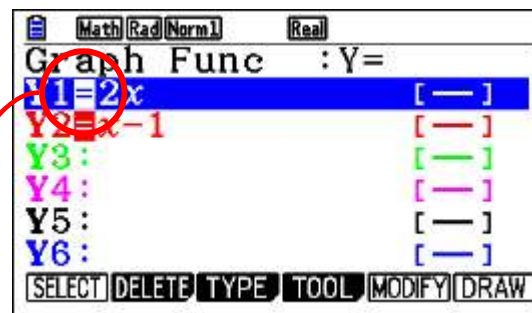 Math Rad Norm1 Real
Graph Func :Y=
Y1=2x [—]
Y2=x−1 [—]
Y3: [—]
Y4: [—]
Y5: [—]
Y6: [—]
SELECT DELETE TYPE TOOL MODIFY DRAW